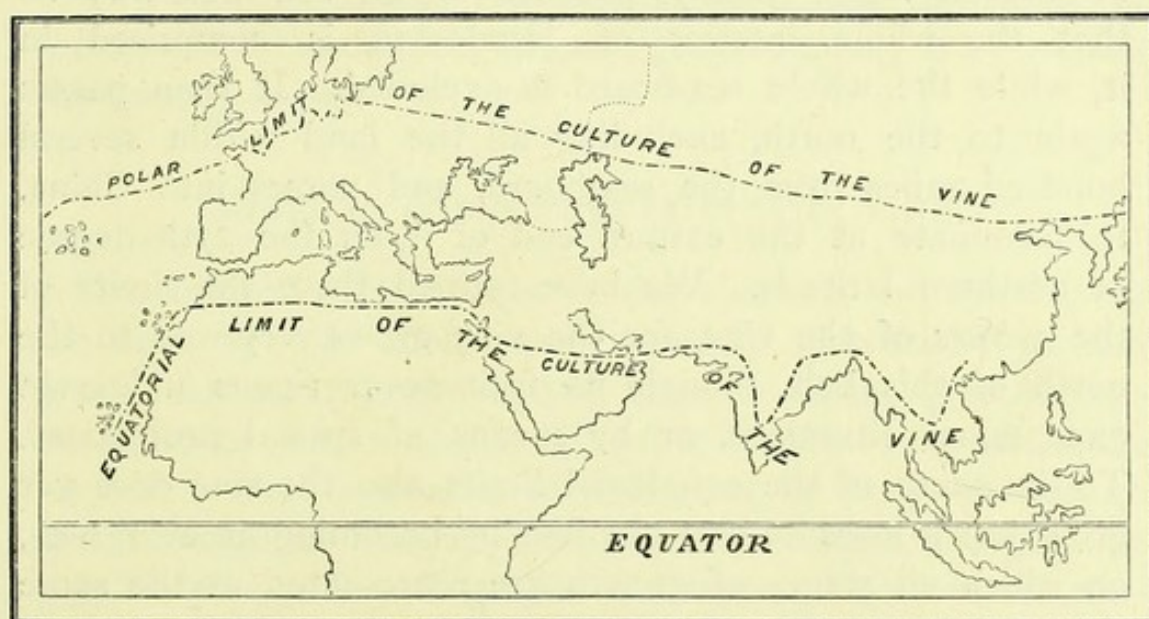 POLAR LIMIT OF THE CULTURE OF THE VINE
EQUATORIAL LIMIT OF THE CULTURE OF THE VINE
EQUATOR